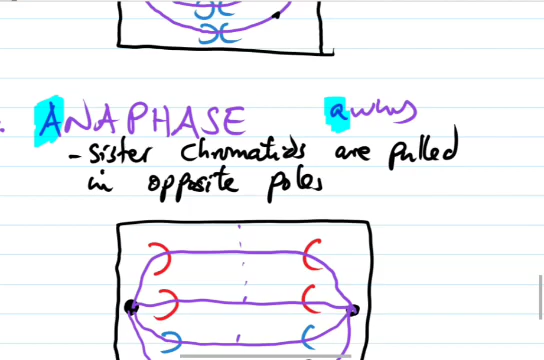 ANAPHASE
- sister chromatids are pulled
in opposite poles